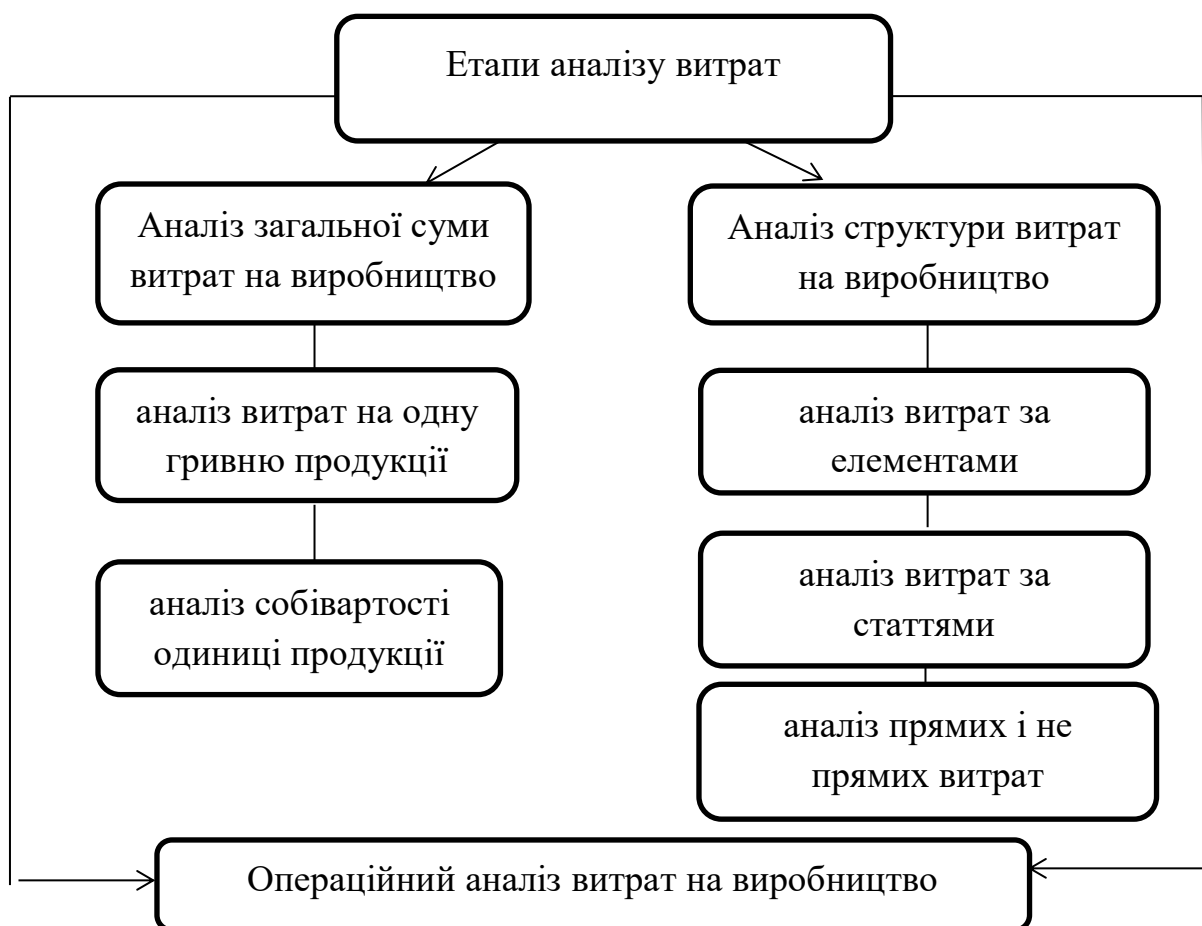 Етапи аналізу витрат
Аналіз загальної суми
витрат на виробництво
Аналіз структури витрат
на виробництво
аналіз витрат на одну
гривню продукції
аналіз витрат за
елементами
аналіз собівартості
одиниці продукції
аналіз витрат за
статтями
аналіз прямих і не
прямих витрат
Операційний аналіз витрат на виробництво